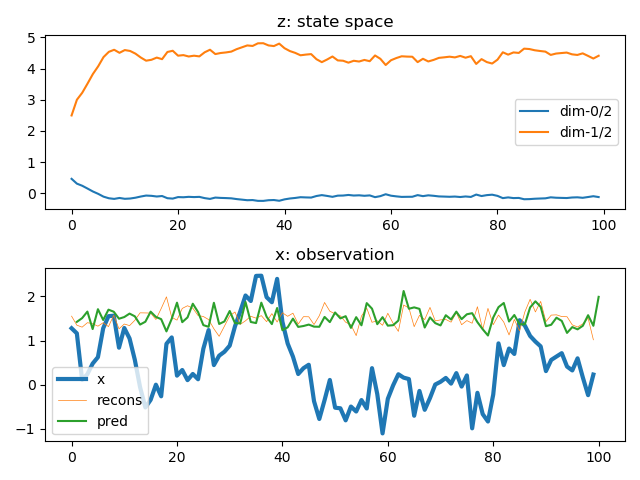 z: state space
5
4
3
2
1
0
dim-0/2
dim-1/2
0 20 40 60 80 100
x: observation
2
1
0
−1
x
recons
pred
0 20 40 60 80 100